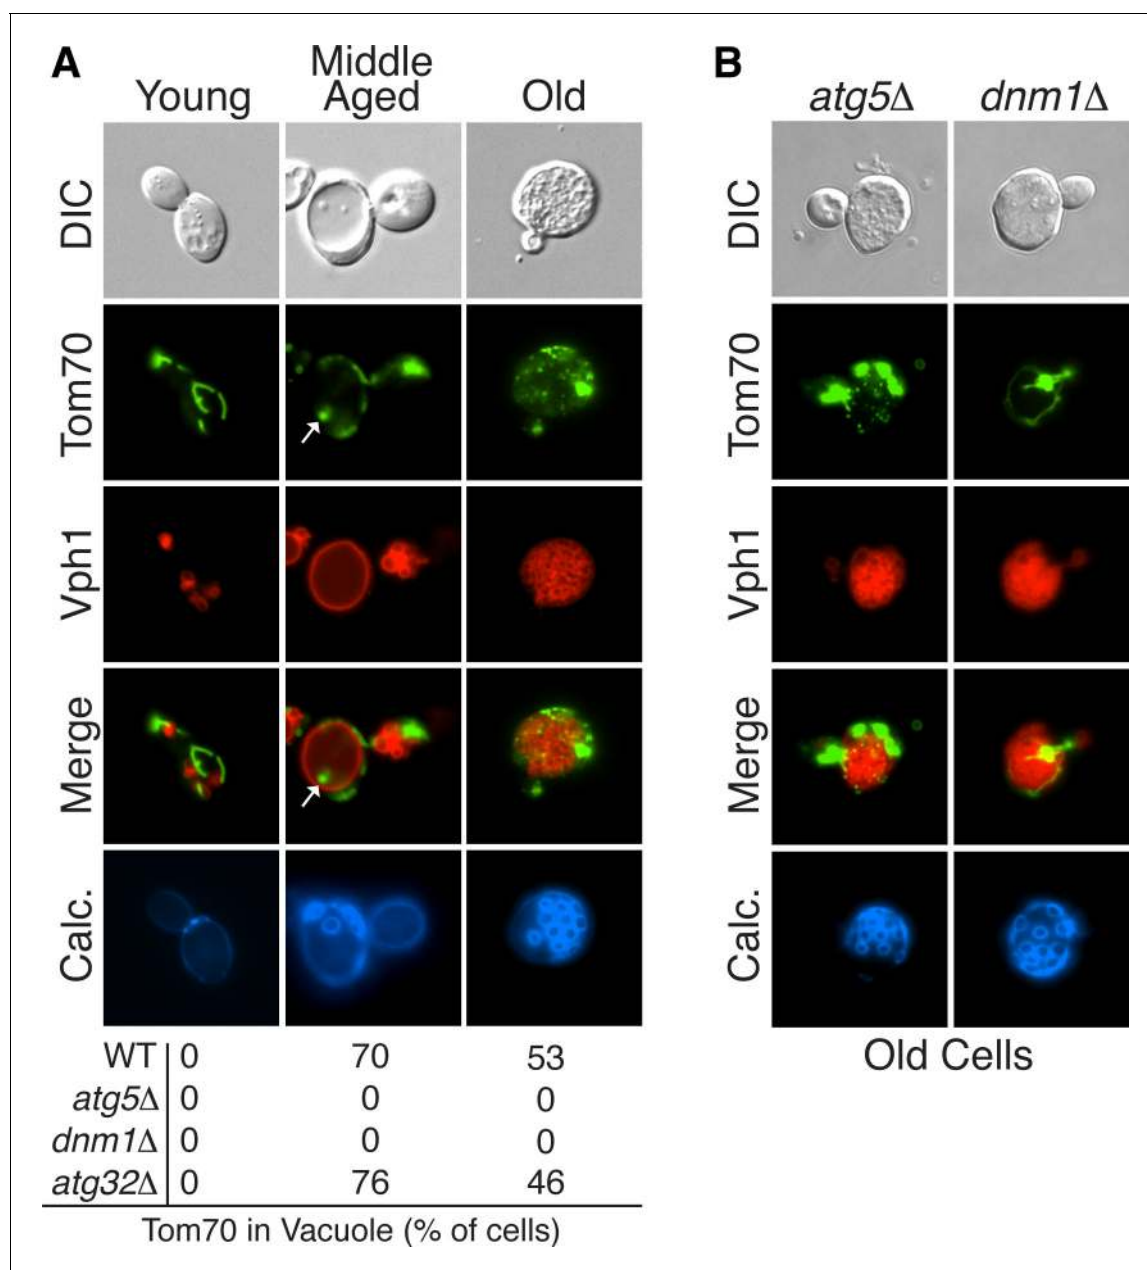 A
Young
Middle
Aged
Old
DIC
Tom70
Vph1
Merge
Calc.
WT 0 70 53
atg5Δ 0 0 0
dnm1Δ 0 0 0
atg32Δ 0 76 46
Tom70 in Vacuole (% of cells)
B
atg5Δ dnm1Δ
DIC
Tom70
Vph1
Merge
Calc.
Old Cells